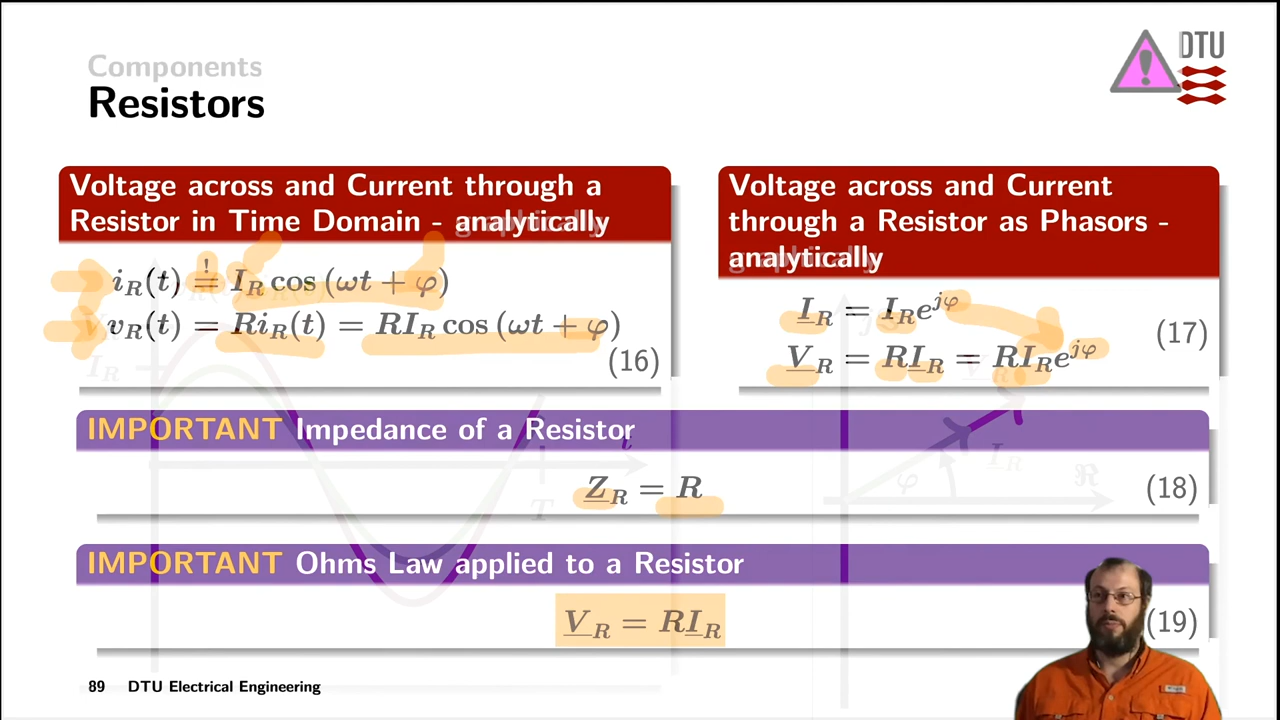 Components
Resistors
DTU
Voltage across and Current through a
Resistor in Time Domain - analytically
i_R(t) =! I_R cos (ωt + φ)
v_R(t) = Ri_R(t) = RI_R cos (ωt + φ)
(16)
Voltage across and Current
through a Resistor as Phasors -
analytically
I_R = I_R e^{jφ}
V_R = RI_R = RI_R e^{jφ}
(17)
IMPORTANT Impedance of a Resistor
Z_R = R
(18)
IMPORTANT Ohms Law applied to a Resistor
V_R = RI_R
(19)
I_R
t
T
φ
I_R
ℜ
89 DTU Electrical Engineering